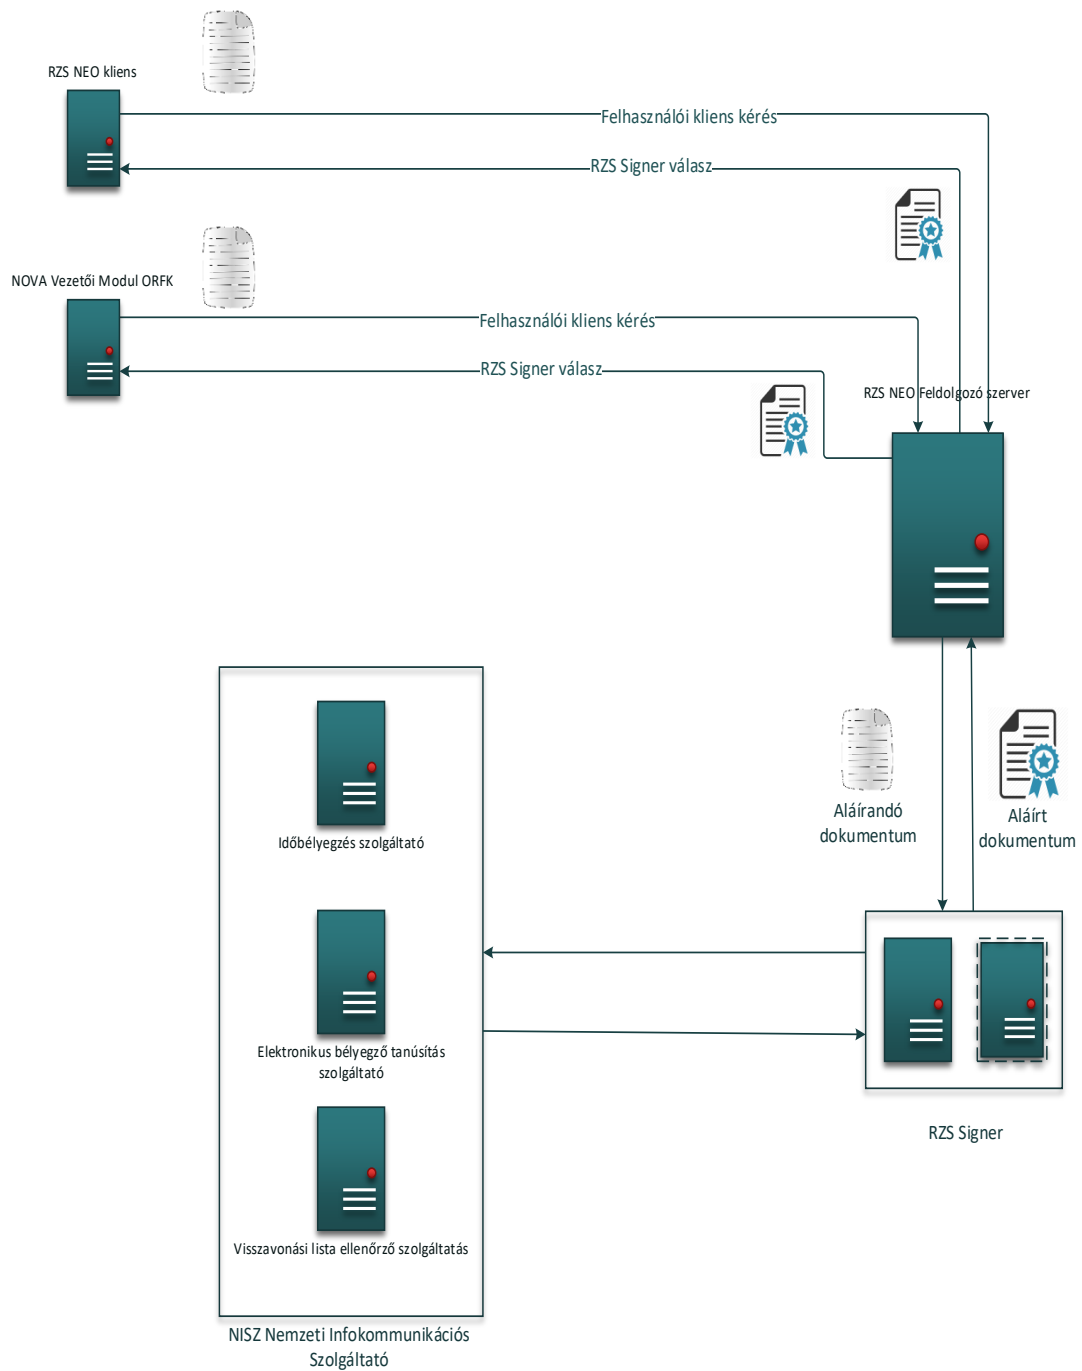 RZS NEO kliens
Felhasználói kliens kérés
RZS Signer válasz
NOVA Vezetői Modul ORFK
Felhasználói kliens kérés
RZS Signer válasz
RZS NEO Feldolgozó szerver
Aláírandó
dokumentum
Aláírt
dokumentum
Időbélyegzés szolgáltató
Elektronikus bélyegző tanúsítás
szolgáltató
Visszavonási lista ellenőrző szolgáltatás
RZS Signer
NISZ Nemzeti Infokommunikációs
Szolgáltató